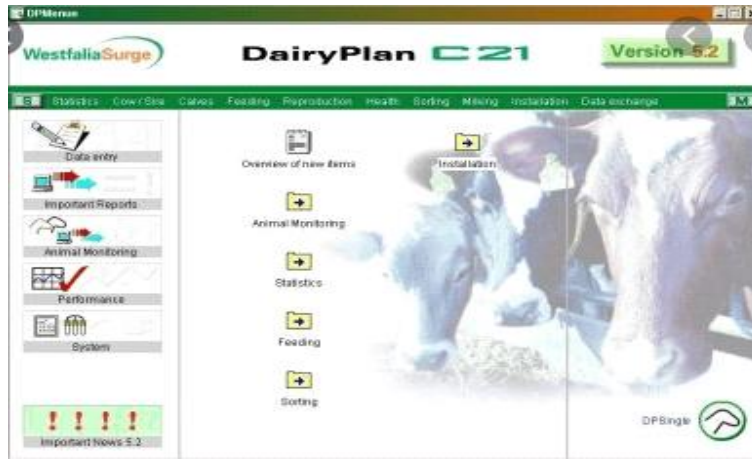 DPMenue
WestfaliaSurge
DairyPlan C21
Version 5.2
Statistics Cow / Sire Calves Feeding Reproduction Health Sorting Milking Installation Data exchange
Data entry
Important Reports
Animal Monitoring
Performance
System
Important News 5.2
Overview of new items
Animal Monitoring
Statistics
Feeding
Sorting
Installation
DPSingle